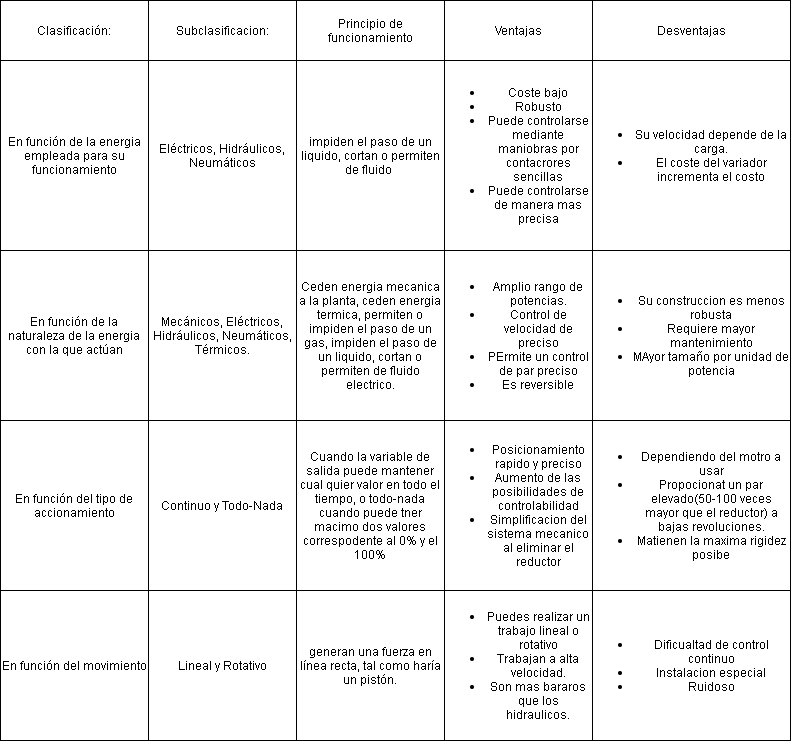 Clasificación:
Subclasificacion:
Principio de
funcionamiento
Ventajas
Desventajas
En función de la energia
empleada para su
funcionamiento
Eléctricos, Hidráulicos,
Neumáticos
impiden el paso de un
liquido, cortan o permiten
de fluido
• Coste bajo
• Robusto
• Puede controlarse
mediante
maniobras por
contacrores
sencillas
• Puede controlarse
de manera mas
precisa
• Su velocidad depende de la
carga.
• El coste del variador
incrementa el costo
En función de la
naturaleza de la energia
con la que actúan
Mecánicos, Eléctricos,
Hidráulicos, Neumáticos,
Térmicos.
Ceden energia mecanica
a la planta, ceden energia
termica, permiten o
impiden el paso de un
gas, impiden el paso de
un liquido, cortan o
permiten de fluido
electrico.
• Amplio rango de
potencias.
• Control de
velocidad de
preciso
• PErmite un control
de par preciso
• Es reversible
• Su construccion es menos
robusta
• Requiere mayor
mantenimiento
• MAyor tamaño por unidad de
potencia
En función del tipo de
accionamiento
Continuo y Todo-Nada
Cuando la variable de
salida puede mantener
cual quier valor en todo el
tiempo, o todo-nada
cuando puede tner
macimo dos valores
correspodente al 0% y el
100%
• Posicionamiento
rapido y preciso
• Aumento de las
posibilidades de
controlabilidad
• Simplificacion del
sistema mecanico
al eliminar el
reductor
• Dependiendo del motro a
usar
• Propocionat un par
elevado(50-100 veces
mayor que el reductor) a
bajas revoluciones.
• Matienen la maxima rigidez
posibe
En función del movimiento
Lineal y Rotativo
generan una fuerza en
línea recta, tal como haría
un pistón.
• Puedes realizar un
trabajo lineal o
rotativo
• Trabajan a alta
velocidad.
• Son mas bararos
que los
hidraulicos.
• Dificualtad de control
continuo
• Instalacion especial
• Ruidoso